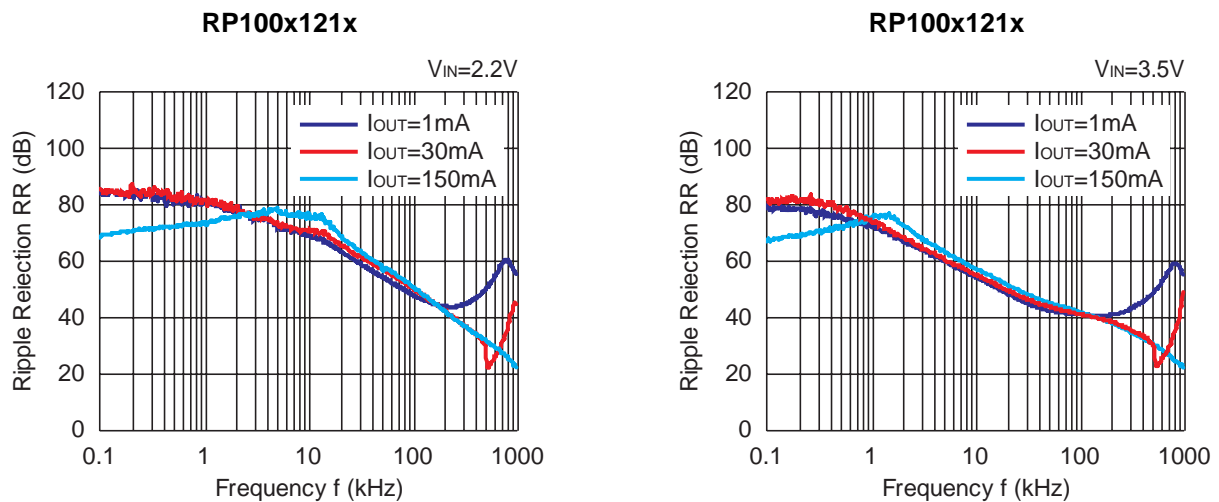 RP100x121x
VIN=2.2V
120
100
80
60
40
20
0
Ripple Reiection RR (dB)
IOUT=1mA
IOUT=30mA
IOUT=150mA
0.1
1
10
100
1000
Frequency f (kHz)
RP100x121x
VIN=3.5V
120
100
80
60
40
20
0
Ripple Reiection RR (dB)
IOUT=1mA
IOUT=30mA
IOUT=150mA
0.1
1
10
100
1000
Frequency f (kHz)